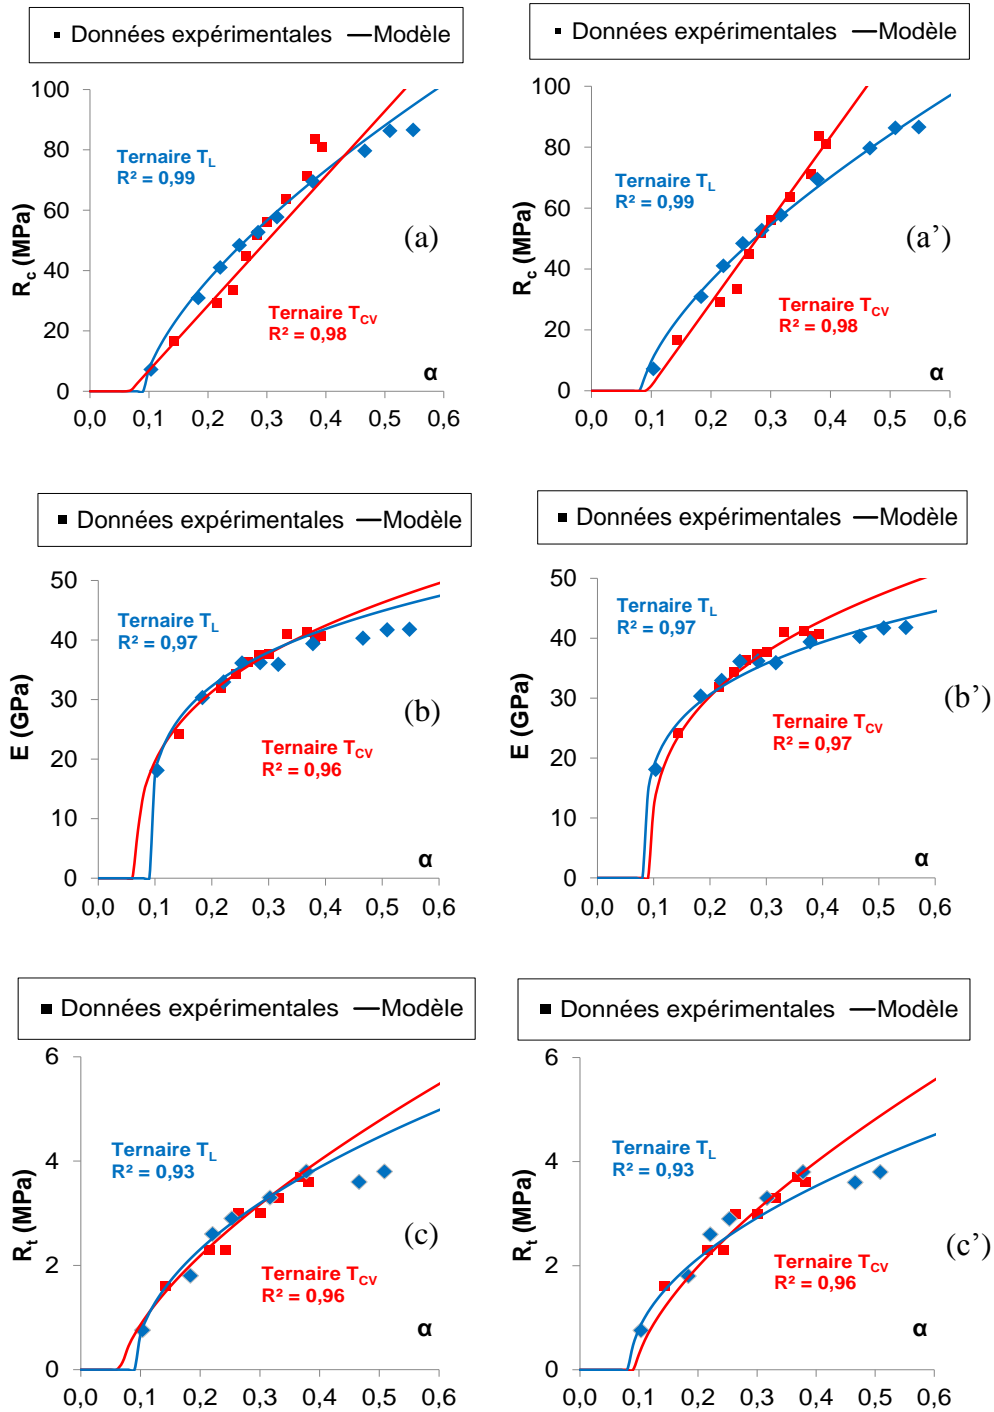 Données expérimentales Modèle
Données expérimentales Modèle
100
80
60
40
20
0
R_c (MPa)
Ternaire T_L
R² = 0,99
(a)
Ternaire T_CV
R² = 0,98
α
0,0 0,1 0,2 0,3 0,4 0,5 0,6
100
80
60
40
20
0
R_c (MPa)
Ternaire T_L
R² = 0,99
(a’)
Ternaire T_CV
R² = 0,98
α
0,0 0,1 0,2 0,3 0,4 0,5 0,6
Données expérimentales Modèle
Données expérimentales Modèle
50
40
30
20
10
0
E (GPa)
Ternaire T_L
R² = 0,97
(b)
Ternaire T_CV
R² = 0,96
α
0,0 0,1 0,2 0,3 0,4 0,5 0,6
50
40
30
20
10
0
E (GPa)
Ternaire T_L
R² = 0,97
(b’)
Ternaire T_CV
R² = 0,97
α
0,0 0,1 0,2 0,3 0,4 0,5 0,6
Données expérimentales Modèle
Données expérimentales Modèle
6
4
2
0
R_t (MPa)
Ternaire T_L
R² = 0,93
(c)
Ternaire T_CV
R² = 0,96
α
0,0 0,1 0,2 0,3 0,4 0,5 0,6
6
4
2
0
R_t (MPa)
Ternaire T_L
R² = 0,93
(c’)
Ternaire T_CV
R² = 0,96
α
0,0 0,1 0,2 0,3 0,4 0,5 0,6